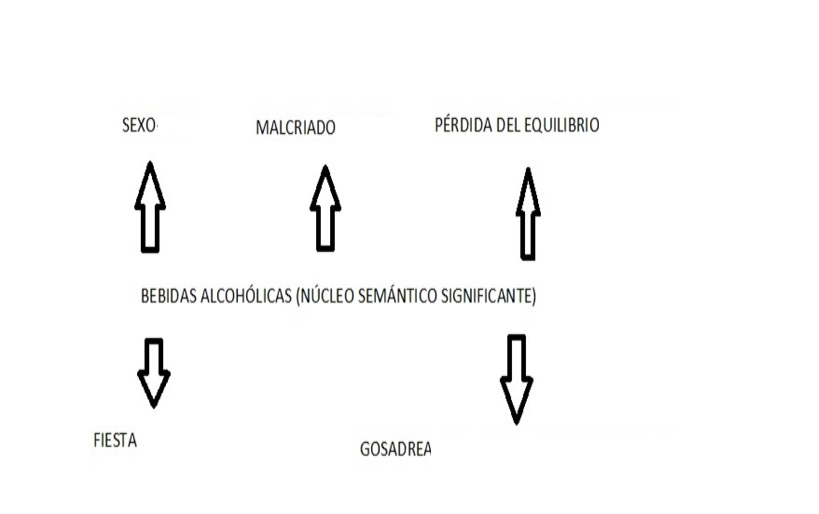 SEXO
MALCRIADO
PÉRDIDA DEL EQUILIBRIO
BEBIDAS ALCOHÓLICAS (NÚCLEO SEMÁNTICO SIGNIFICANTE)
FIESTA
GOSADREA